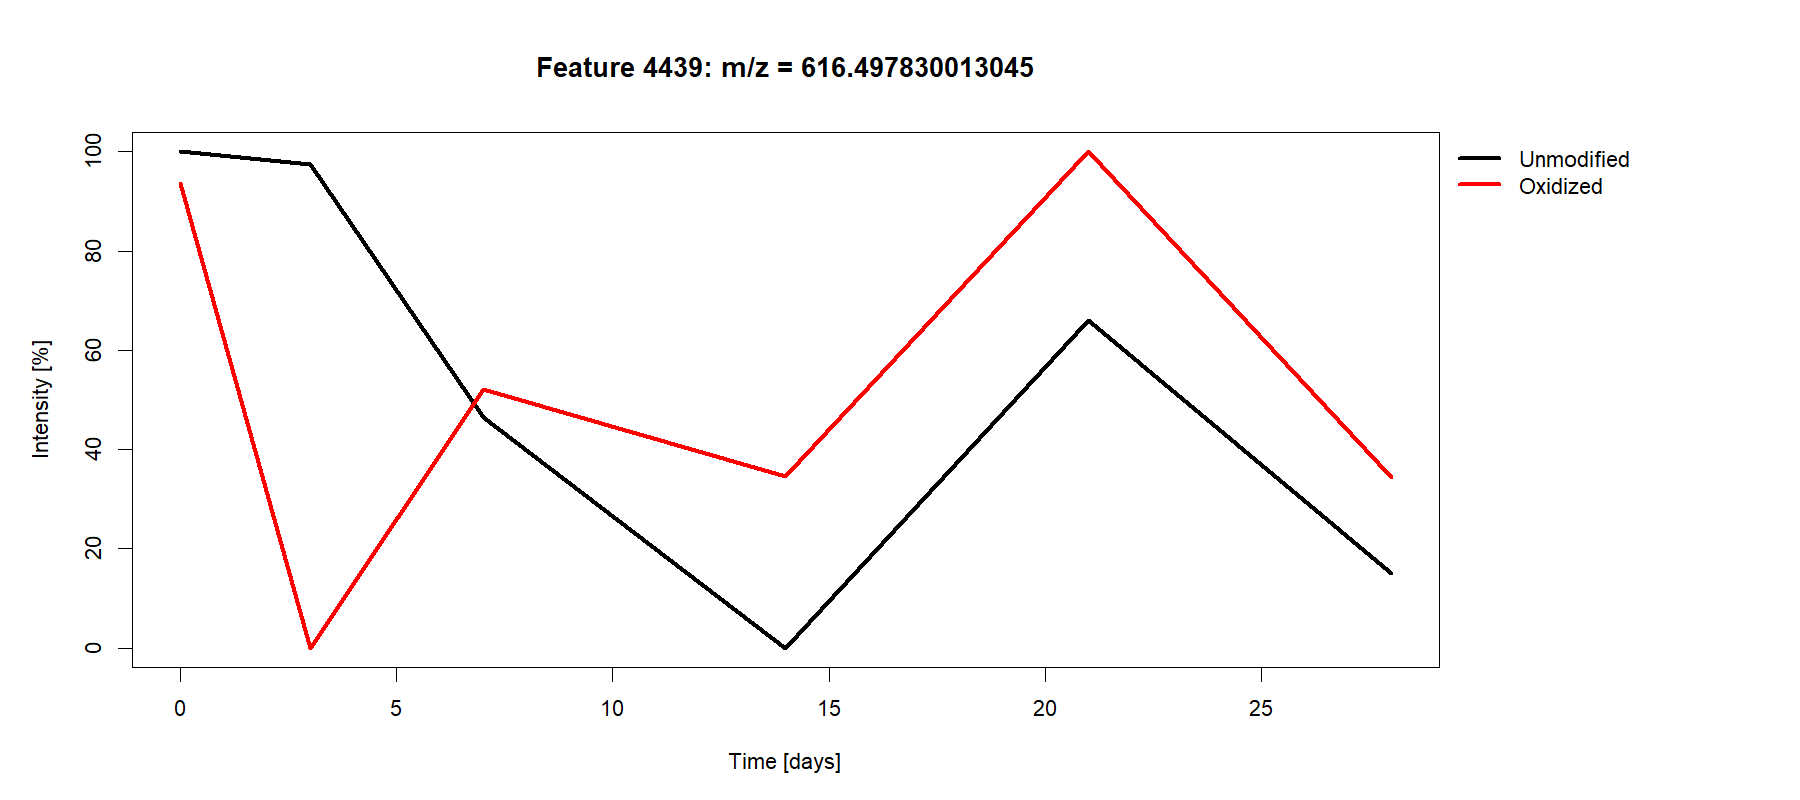 Feature 4439: m/z = 616.497830013045
Unmodified
Oxidized
Intensity [%]
100
80
60
40
20
0
0 5 10 15 20 25
Time [days]